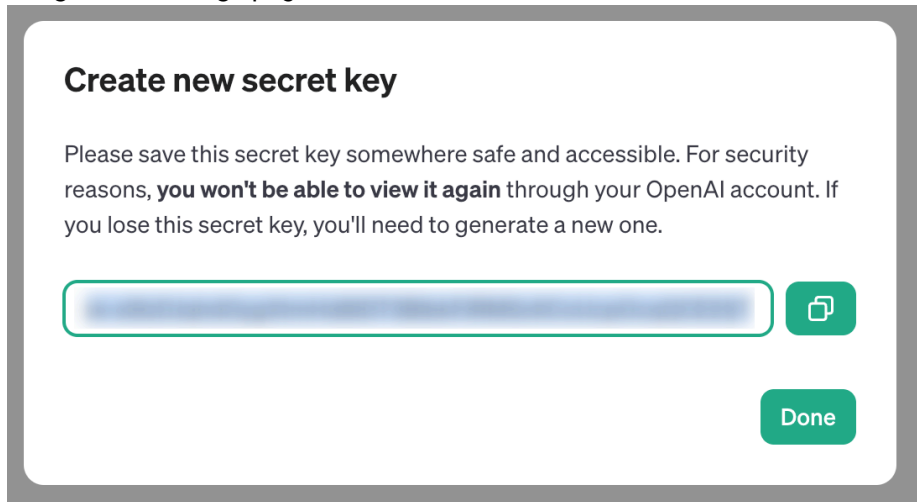 Create new secret key
Please save this secret key somewhere safe and accessible. For security
reasons, you won't be able to view it again through your OpenAI account. If
you lose this secret key, you'll need to generate a new one.
Done